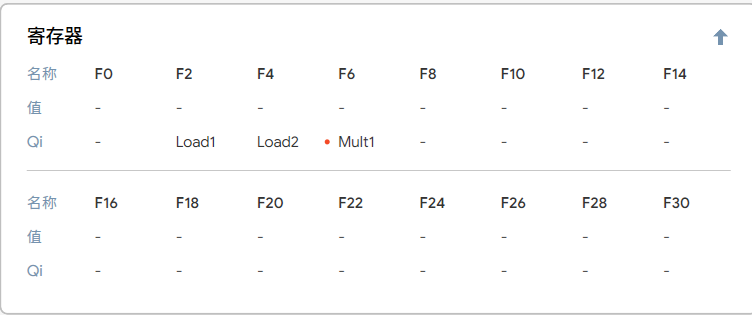 寄存器
名称 F0 F2 F4 F6 F8 F10 F12 F14
值 - - - - - - - -
Qi - Load1 Load2 Mult1 - - - -
名称 F16 F18 F20 F22 F24 F26 F28 F30
值 - - - - - - - -
Qi - - - - - - - -